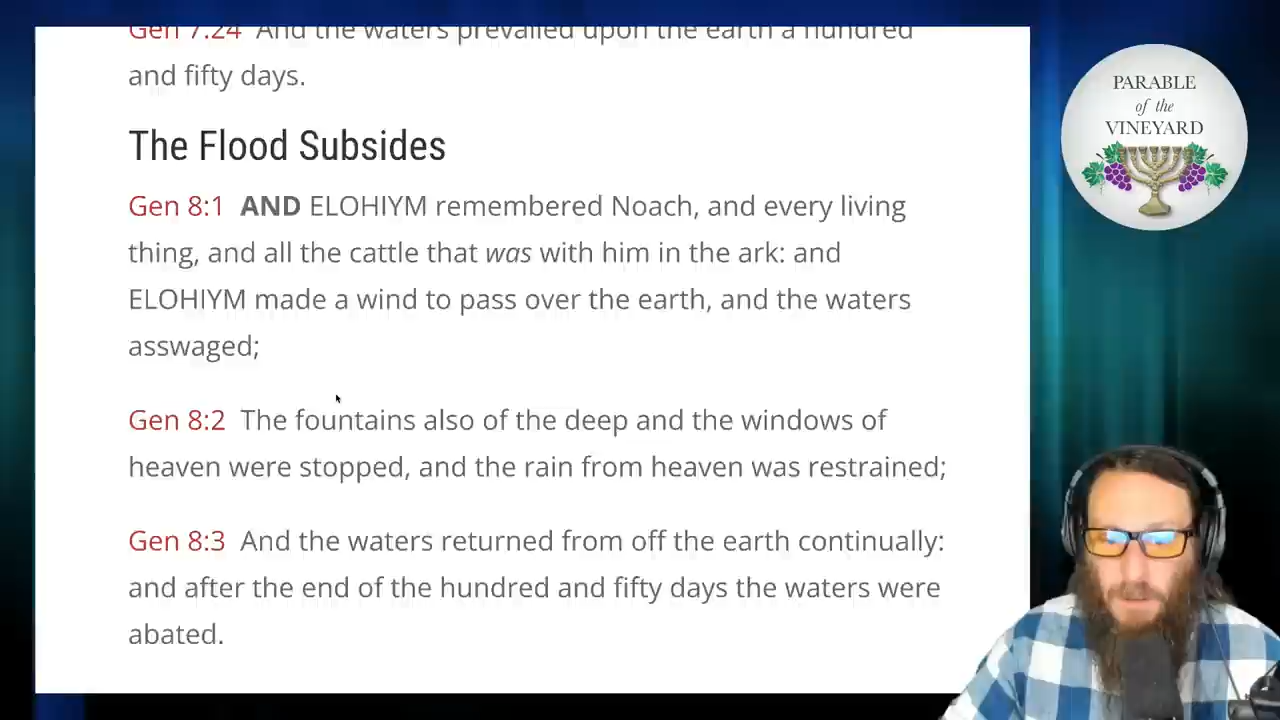 Gen 7:24 And the waters prevailed upon the earth a hundred
and fifty days.
The Flood Subsides
Gen 8:1 AND ELOHIYM remembered Noach, and every living
thing, and all the cattle that was with him in the ark: and
ELOHIYM made a wind to pass over the earth, and the waters
asswaged;
Gen 8:2 The fountains also of the deep and the windows of
heaven were stopped, and the rain from heaven was restrained;
Gen 8:3 And the waters returned from off the earth continually:
and after the end of the hundred and fifty days the waters were
abated.
PARABLE
of the
VINEYARD